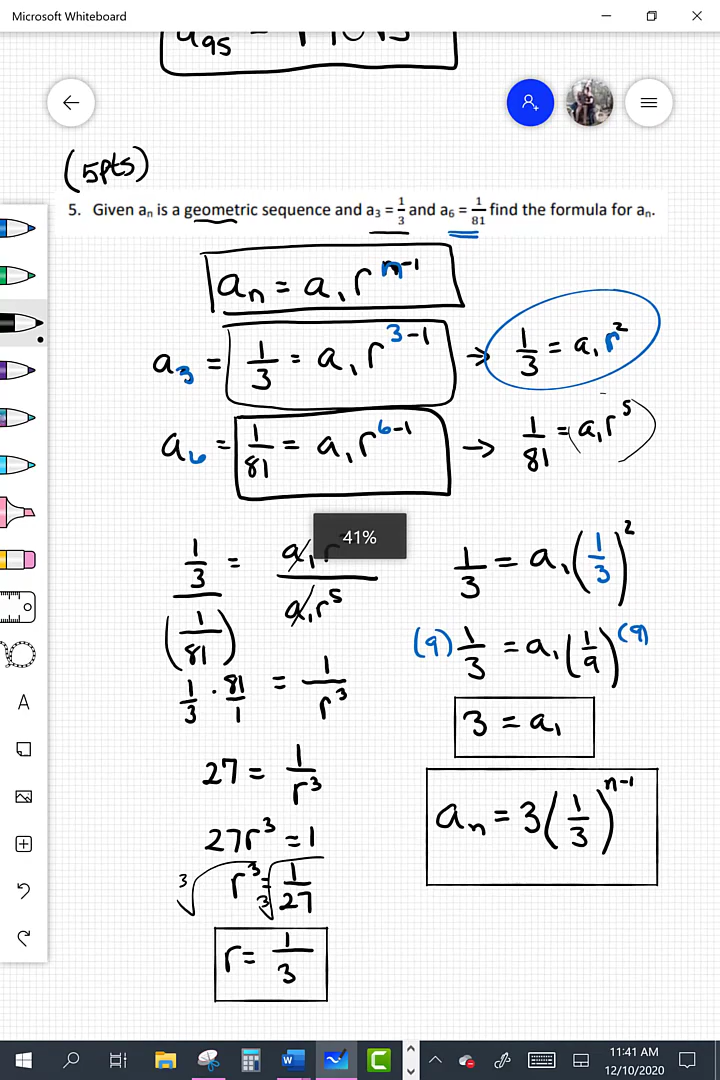 Microsoft Whiteboard
a₉₅ =
(5pts)
5. Given aₙ is a geometric sequence and a₃ = 1/3 and a₆ = 1/81 find the formula for aₙ.
aₙ = a₁rⁿ⁻¹
a₃ = 1/3 = a₁r³⁻¹ → 1/3 = a₁r²
a₆ = 1/81 = a₁r⁶⁻¹ → 1/81 = a₁r⁵
(1/3)/(1/81) = a₁r / a₁r⁵
41%
1/3 · 81/1 = 1/r³
27 = 1/r³
27r³ = 1
∛r³ = ∛1/27
r = 1/3
1/3 = a₁(1/3)²
(9) 1/3 = a₁(1/9)(9)
3 = a₁
aₙ = 3(1/3)ⁿ⁻¹
A
11:41 AM
12/10/2020